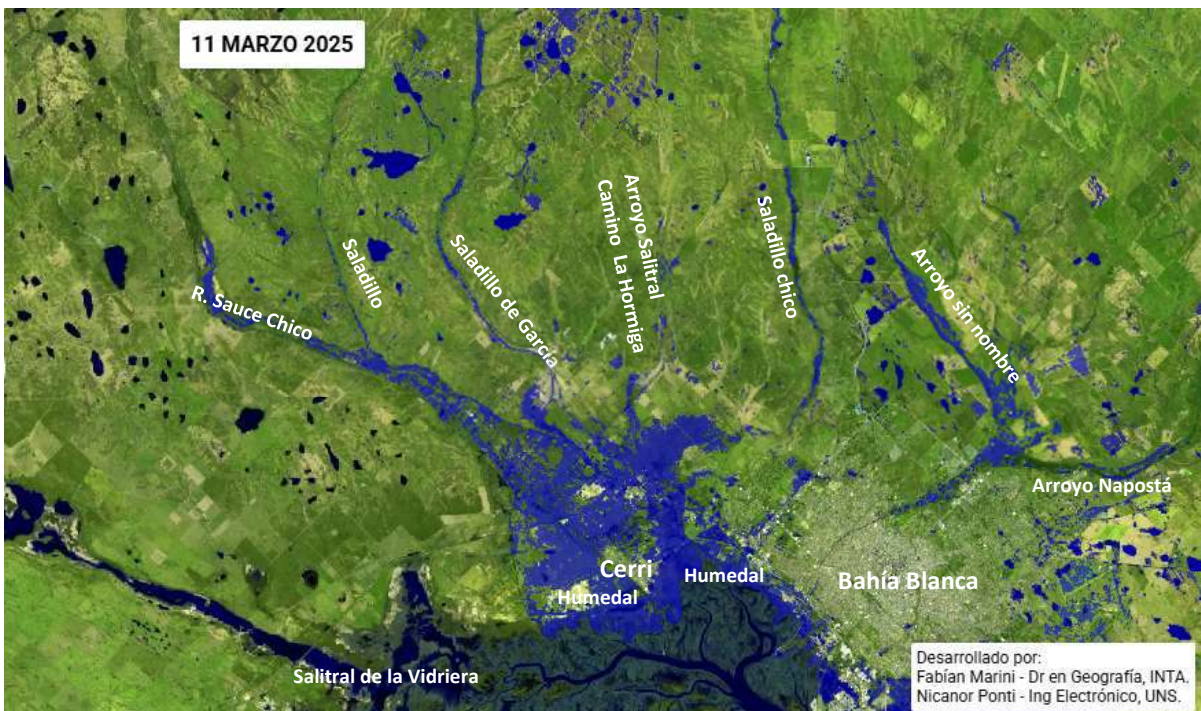 11 MARZO 2025
Arroyo Salitral
Camino La Hormiga
Saladillo
Saladillo de García
Saladillo chico
Arroyo sin nombre
R. Sauce Chico
Arroyo Napostá
Cerri
Humedal
Humedal
Bahía Blanca
Salitral de la Vidriera
Desarrollado por:
Fabían Marini - Dr en Geografía, INTA.
Nicanor Ponti - Ing Electrónico, UNS.